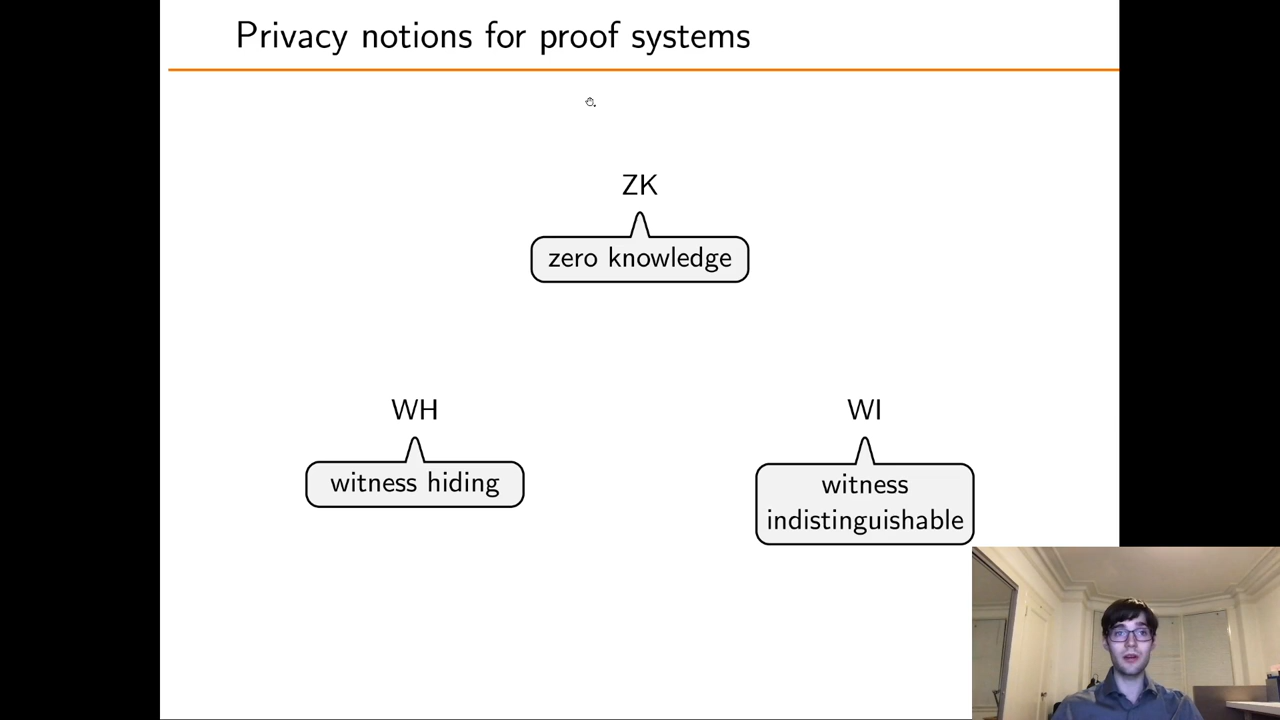 Privacy notions for proof systems
ZK
zero knowledge
WH
witness hiding
WI
witness
indistinguishable